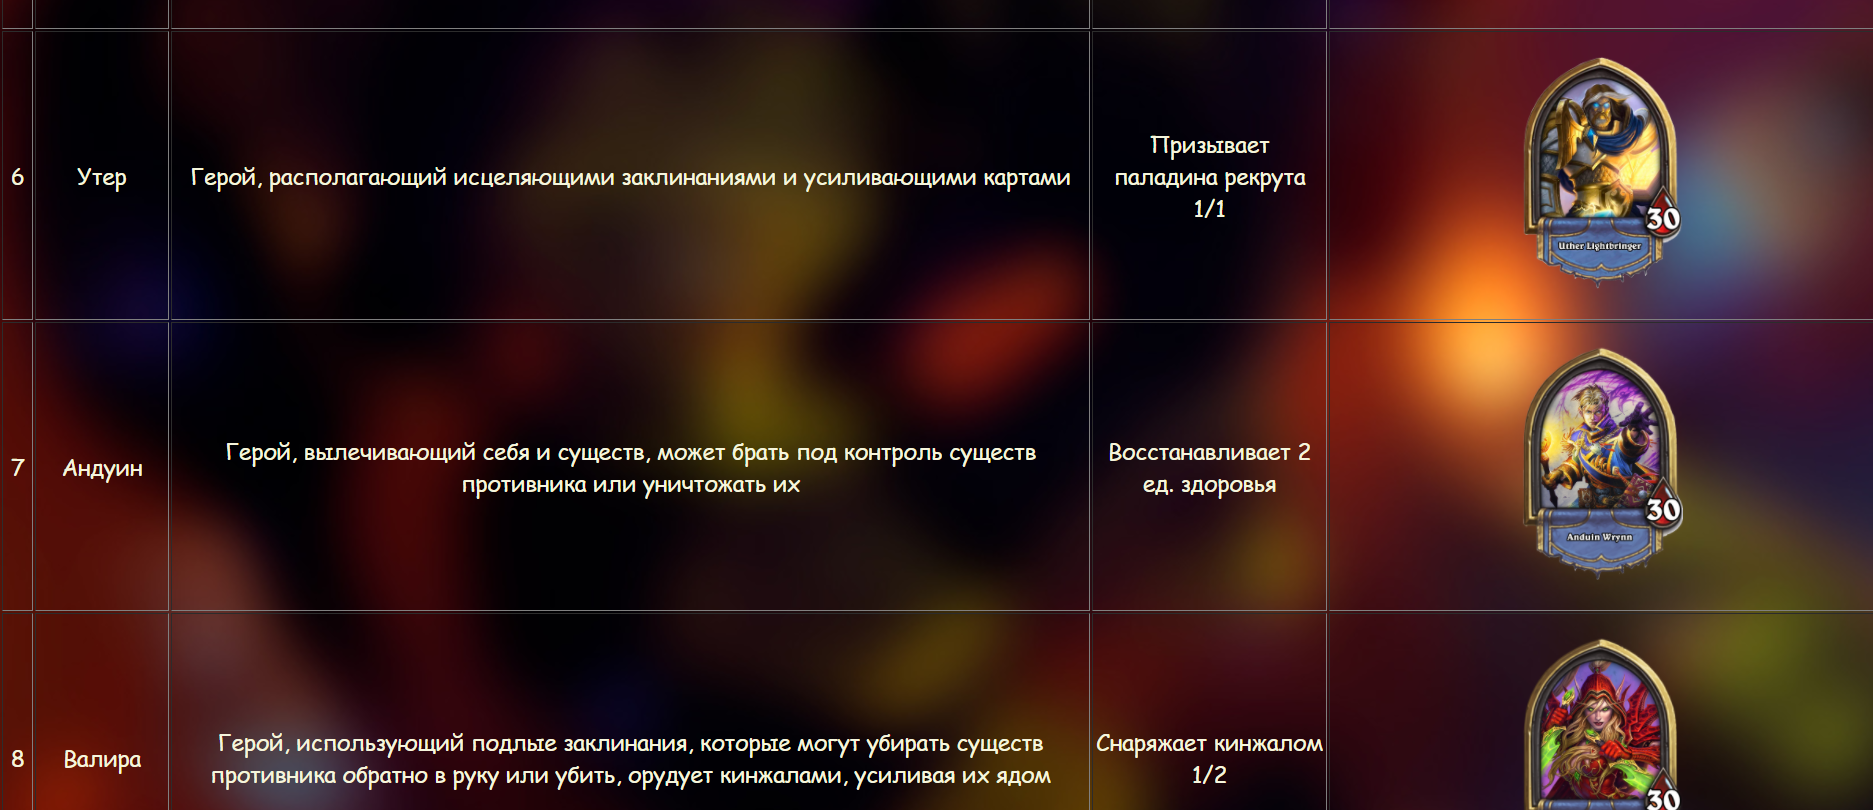 6
Утер
Герой, располагающий исцеляющими заклинаниями и усиливающими картами
Призывает
паладина рекрута
1/1
30
Uther Lightbringer
7
Андуин
Герой, вылечивающий себя и существ, может брать под контроль существ
противника или уничтожать их
Восстанавливает 2
ед. здоровья
30
Anduin Wrynn
8
Валира
Герой, использующий подлые заклинания, которые могут убирать существ
противника обратно в руку или убить, орудует кинжалами, усиливая их ядом
Снаряжает кинжалом
1/2
30